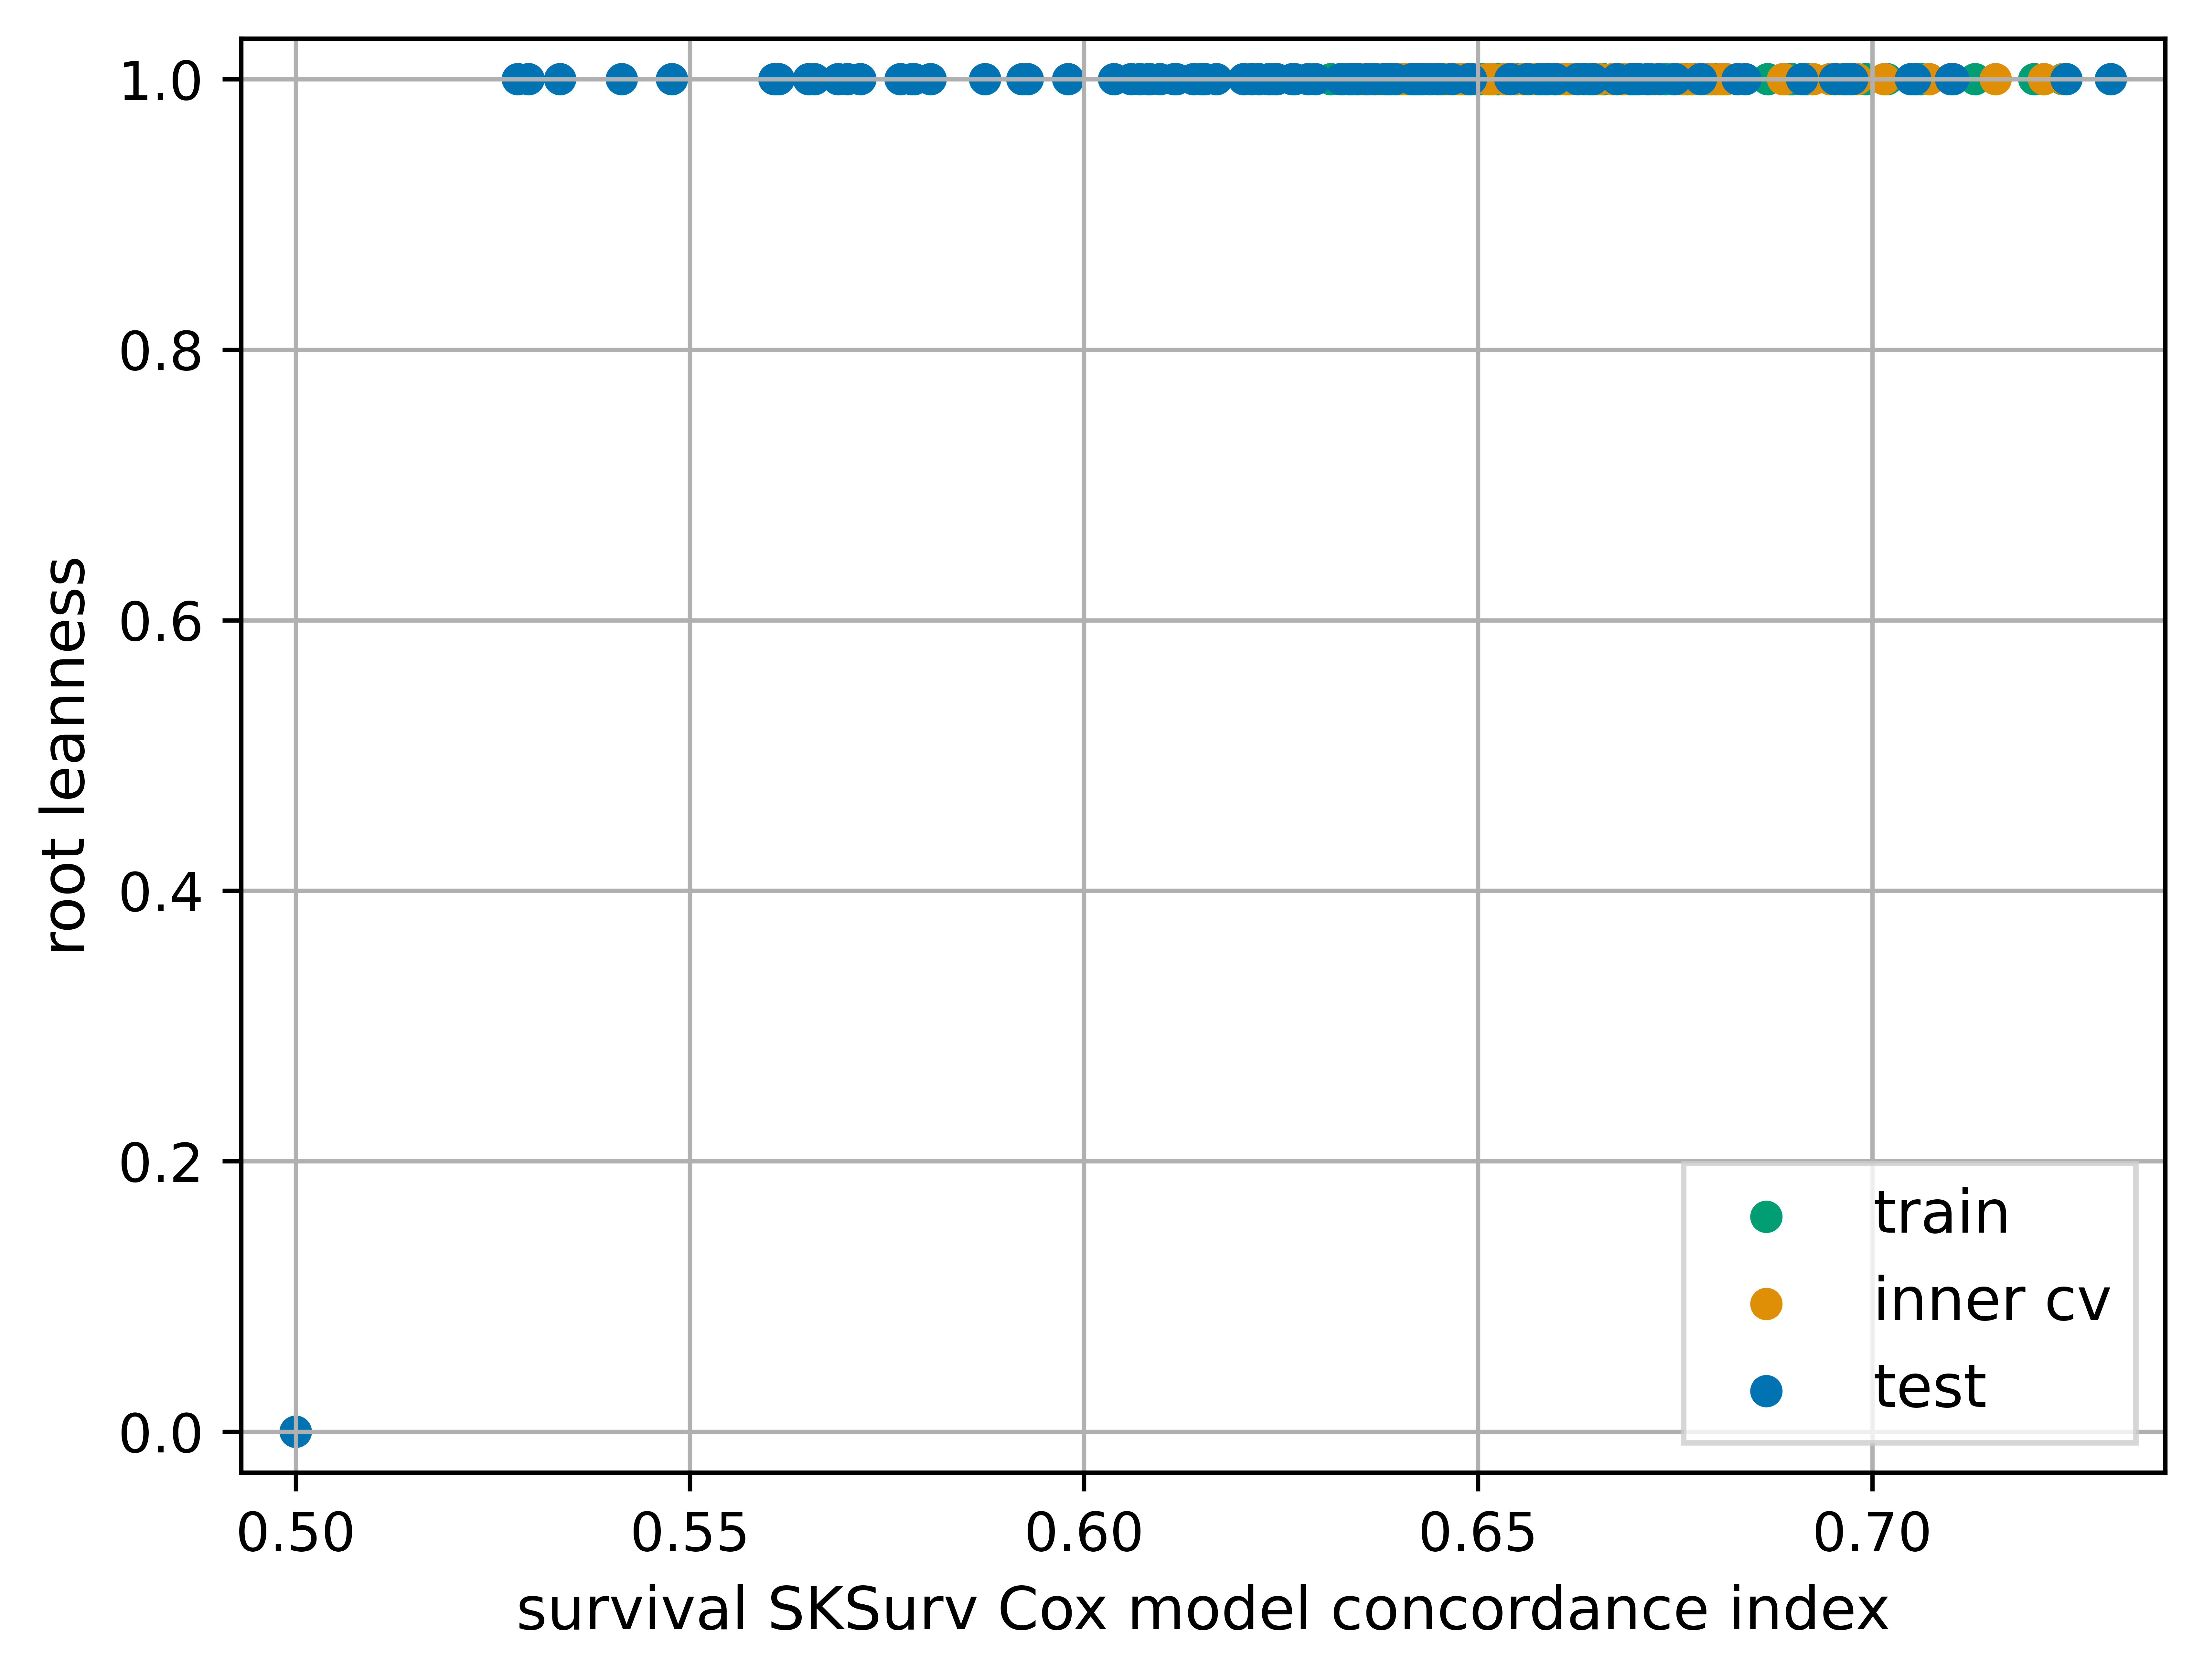 1.0
0.8
0.6
0.4
0.2
0.0
root leanness
train
inner cv
test
0.50 0.55 0.60 0.65 0.70
survival SKSurv Cox model concordance index